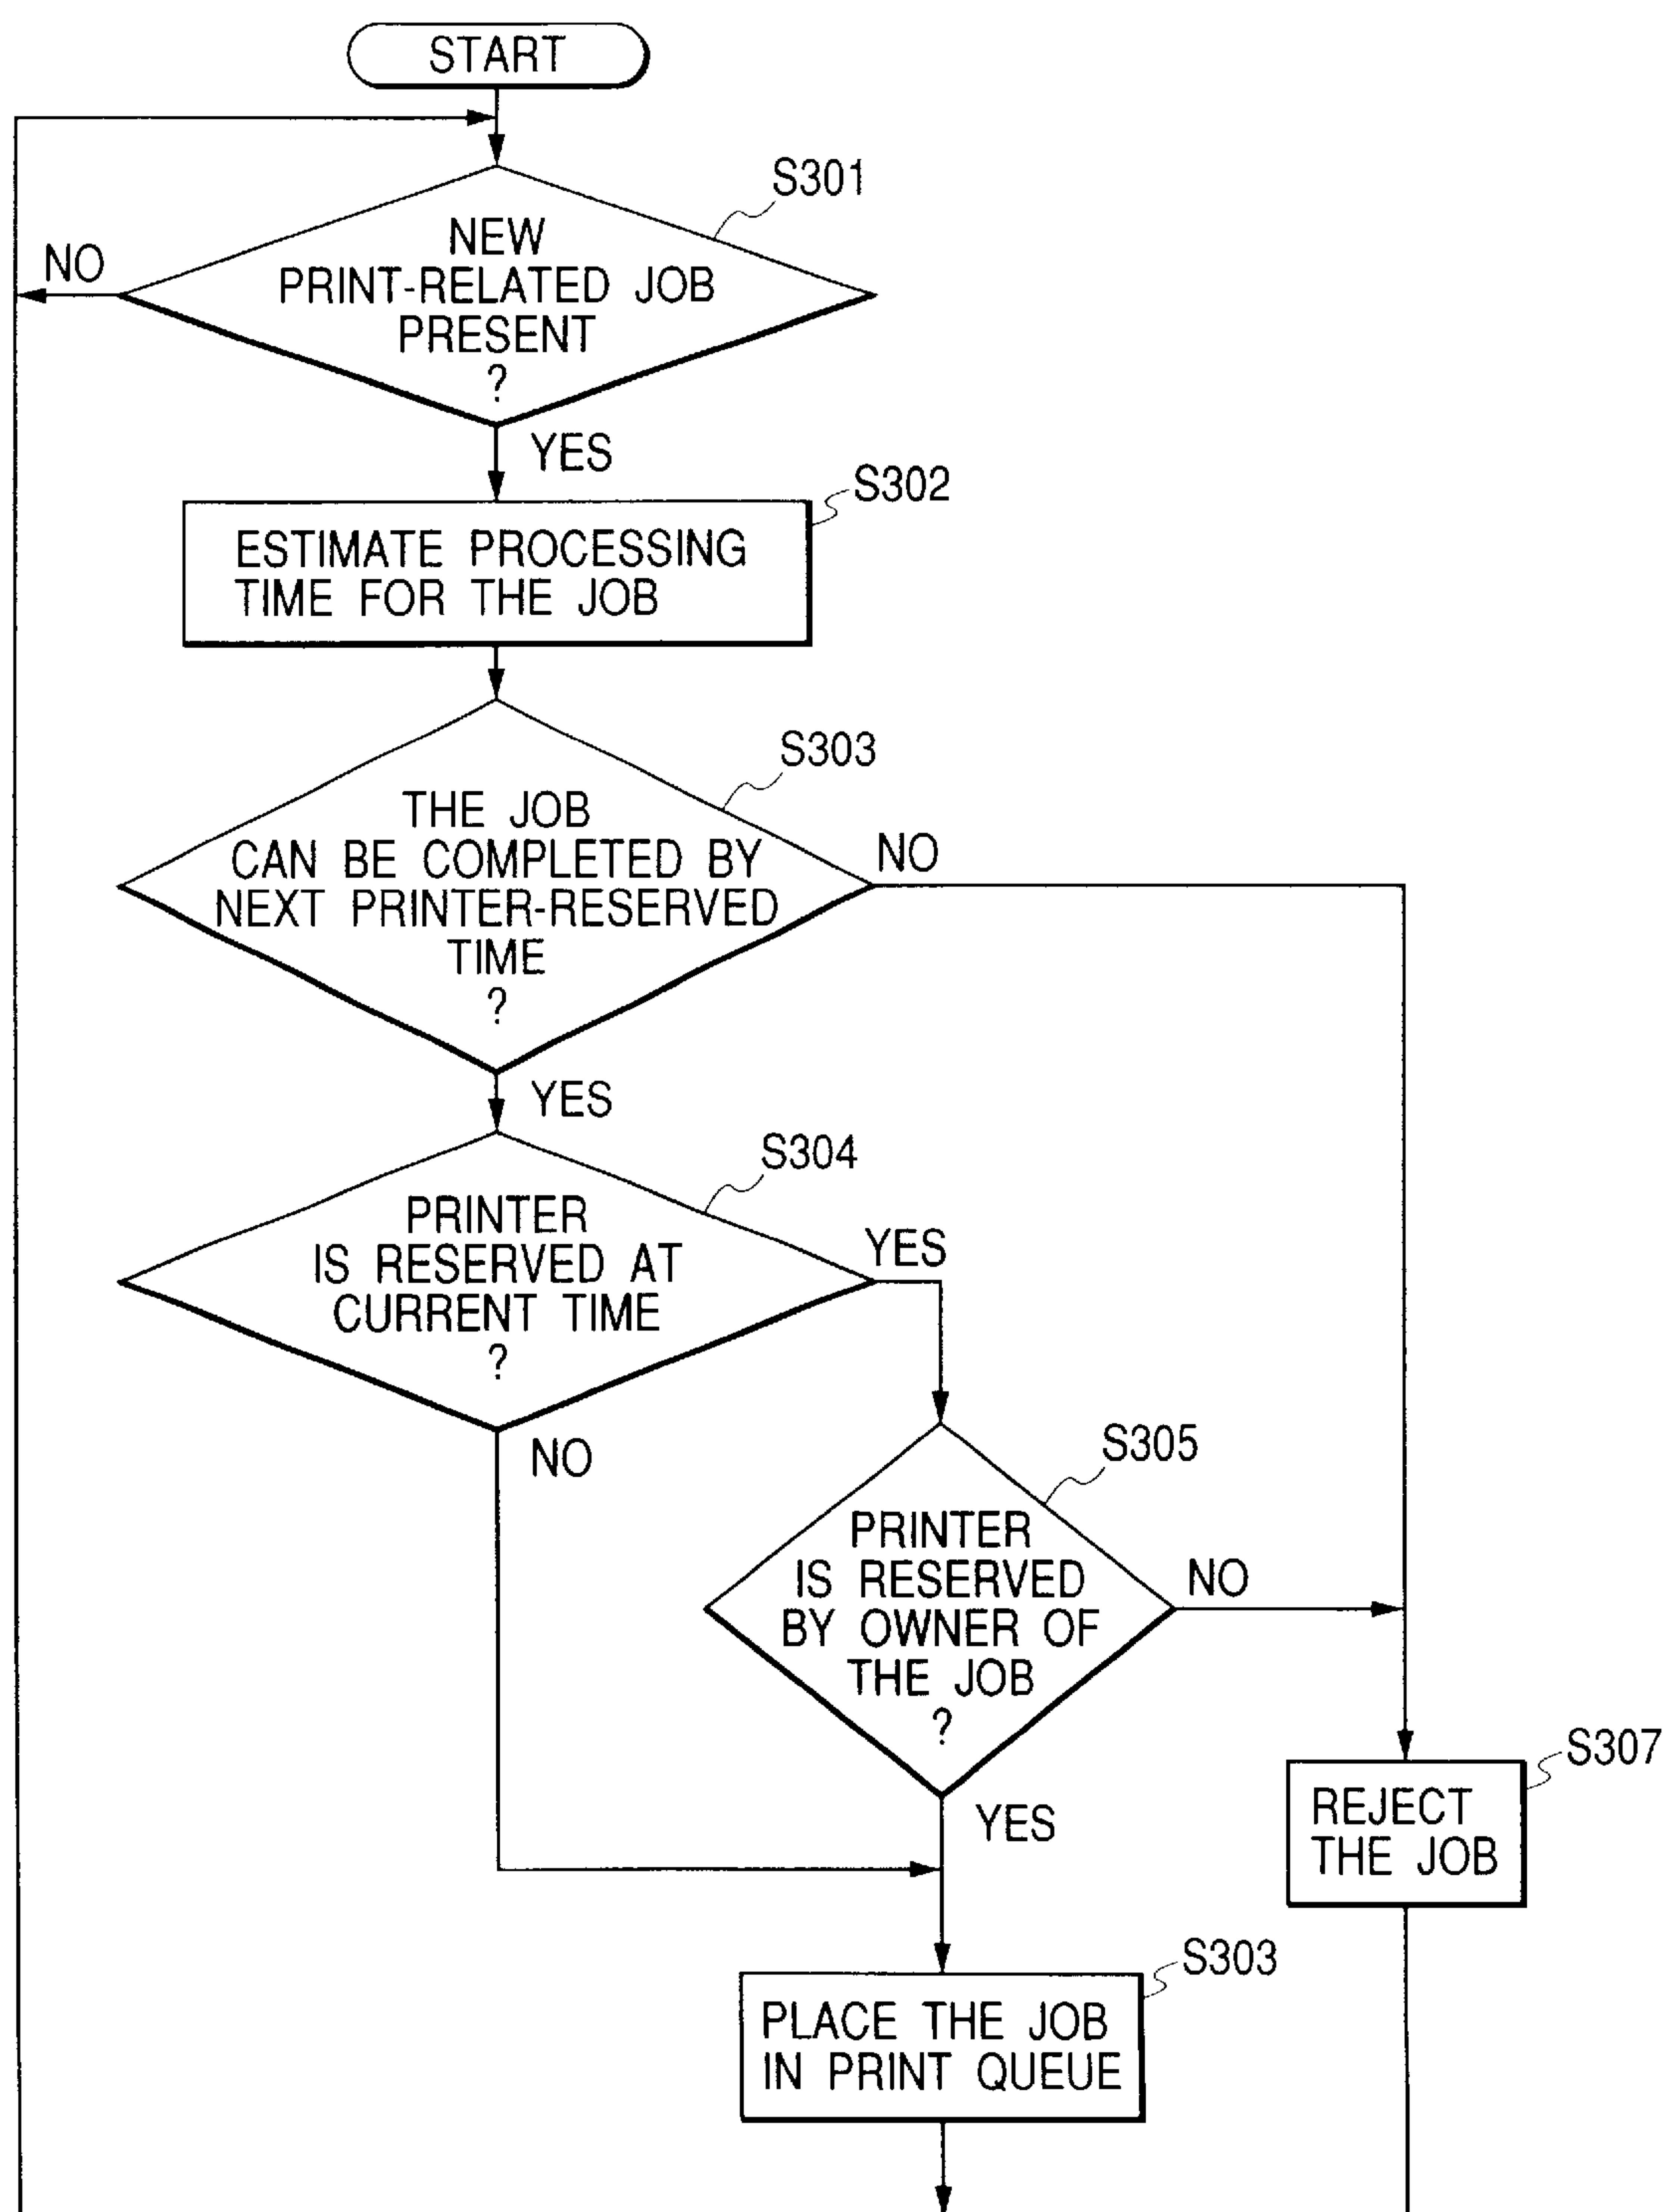 START
S301
NEW
PRINT-RELATED JOB
PRESENT
?
NO
YES
S302
ESTIMATE PROCESSING
TIME FOR THE JOB
S303
THE JOB
CAN BE COMPLETED BY
NEXT PRINTER-RESERVED
TIME
?
NO
YES
S304
PRINTER
IS RESERVED AT
CURRENT TIME
?
YES
NO
S305
PRINTER
IS RESERVED
BY OWNER OF
THE JOB
?
NO
YES
S307
REJECT
THE JOB
S303
PLACE THE JOB
IN PRINT QUEUE